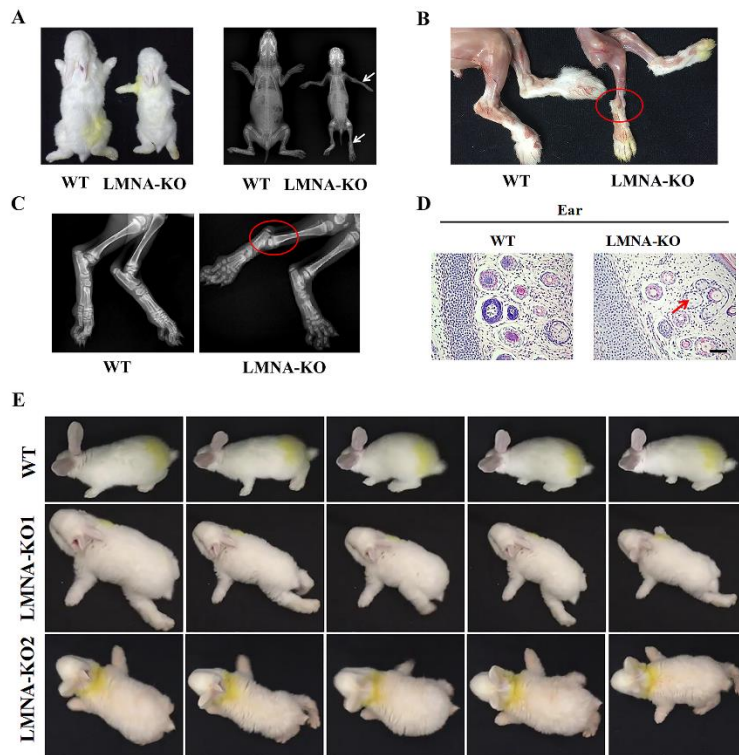 A
B
WT LMNA-KO
WT LMNA-KO
WT
LMNA-KO
C
D
Ear
WT
LMNA-KO
WT
LMNA-KO
E
WT
LMNA-KO1
LMNA-KO2